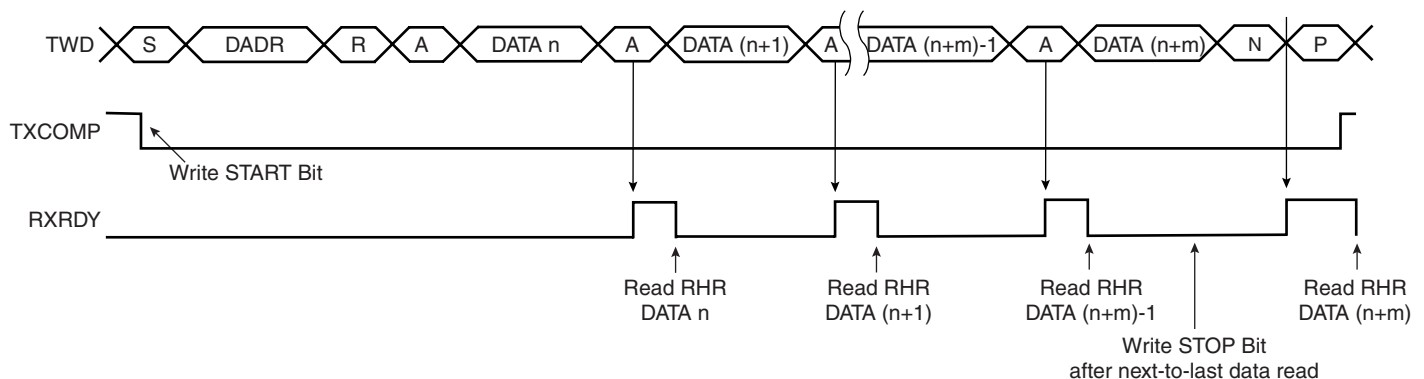 TWD S DADR R A DATA n A DATA (n+1) A DATA (n+m)-1 A DATA (n+m) N P
TXCOMP
Write START Bit
RXRDY
Read RHR Read RHR Read RHR Read RHR
DATA n DATA (n+1) DATA (n+m)-1 DATA (n+m)
Write STOP Bit
after next-to-last data read